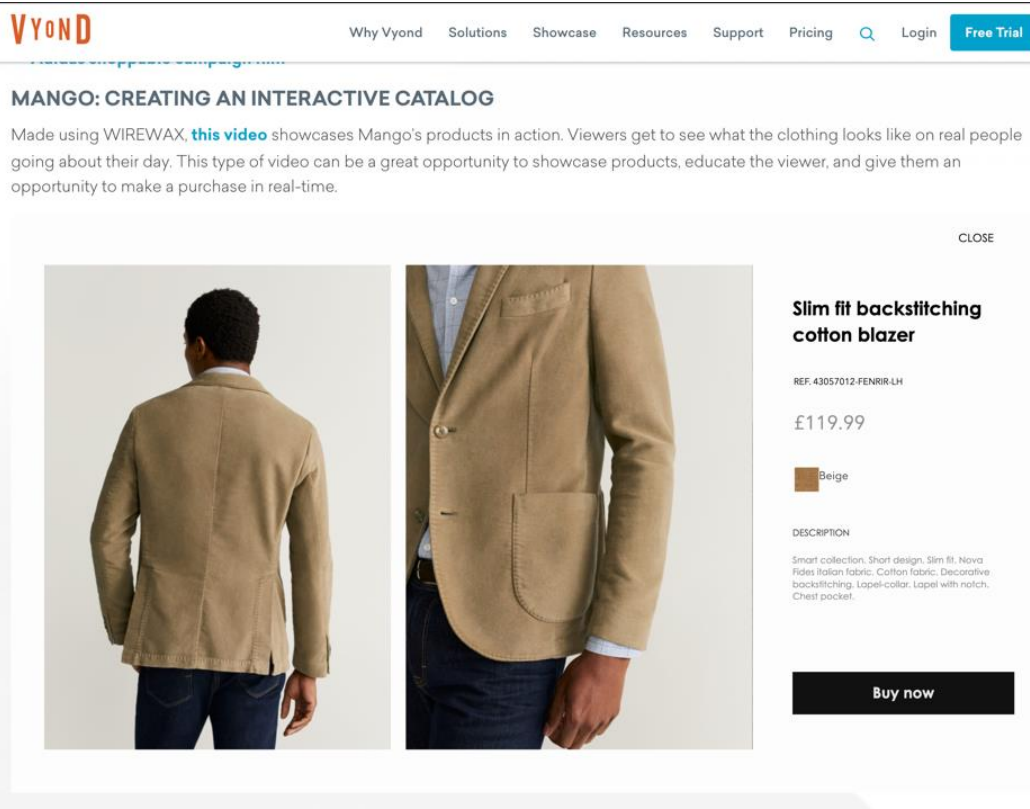 VYOND
Why Vyond Solutions Showcase Resources Support Pricing Login Free Trial
MANGO: CREATING AN INTERACTIVE CATALOG
Made using WIREWAX, this video showcases Mango's products in action. Viewers get to see what the clothing looks like on real people
going about their day. This type of video can be a great opportunity to showcase products, educate the viewer, and give them an
opportunity to make a purchase in real-time.
CLOSE
Slim fit backstitching
cotton blazer
REF. 43057012-FENRIR-LH
£119.99
Beige
DESCRIPTION
Smart collection. Short design. Slim fit. Nova
Fides italian fabric. Cotton fabric. Decorative
backstitching. Lapel-collar. Lapel with notch.
Chest pocket.
Buy now